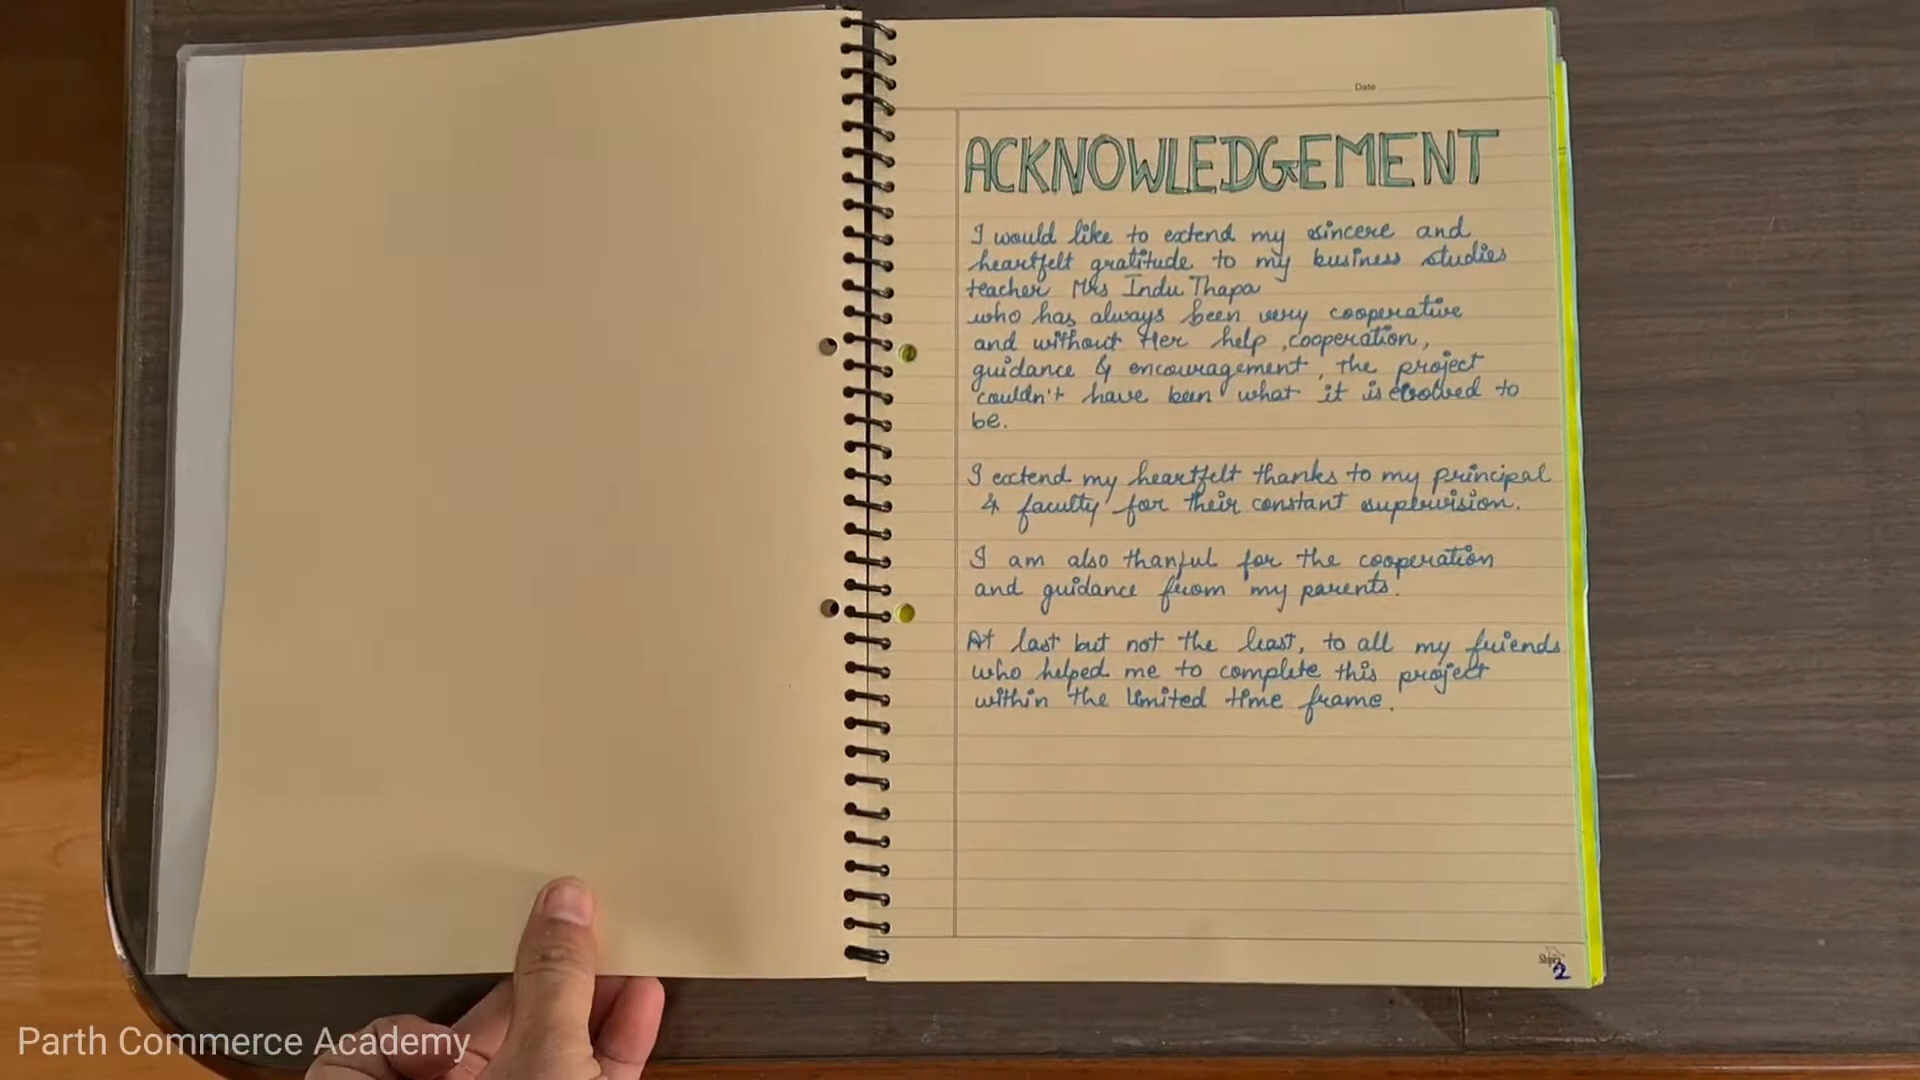 Date
ACKNOWLEDGEMENT
I would like to extend my sincere and
heartfelt gratitude to my business studies
teacher Mrs Indu Thapa
who has always been very cooperative
and without Her help, cooperation,
guidance & encouragement, the project
couldn't have been what it is evolved to
be.
I extend my heartfelt thanks to my principal
& faculty for their constant supervision.
I am also thanful for the cooperation
and guidance from my parents.
At last but not the least, to all my friends
who helped me to complete this project
within the limited time frame.
2
Parth Commerce Academy